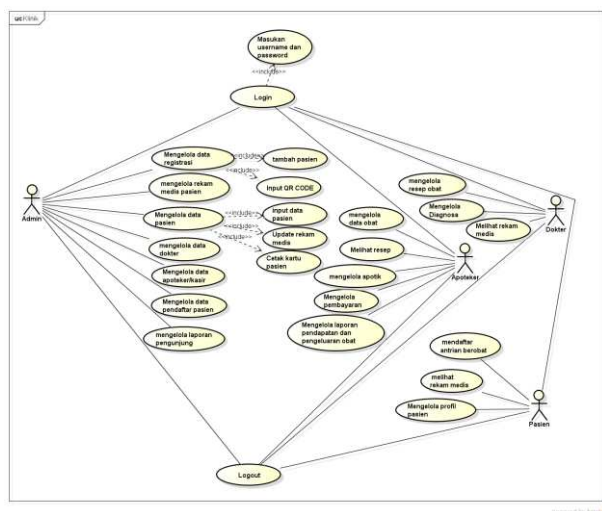 uc Klinik
Masukan
username dan
password
<<include>>
Login
Mengelola data
registrasi
<<include>>
tambah pasien
<<include>>
Input QR CODE
mengelola rekam
medis pasien
Mengelola data
pasien
<<include>>
input data
pasien
<<include>>
Update rekam
medis
<<include>>
Cetak kartu
pasien
mengelola data
dokter
Mengelola data
apoteker/kasir
Mengelola data
pendaftar pasien
mengelola laporan
pengunjung
Admin
mengelola
resep obat
Mengelola
Diagnosa
Melihat rekam
medis
Dokter
mengelola
data obat
Melihat resep
mengelola apotik
Mengelola
pembayaran
Mengelola laporan
pendapatan dan
pengeluaran obat
Apoteker
mendaftar
antrian berobat
melihat
rekam medis
Mengelola profil
pasien
Pasien
Logout